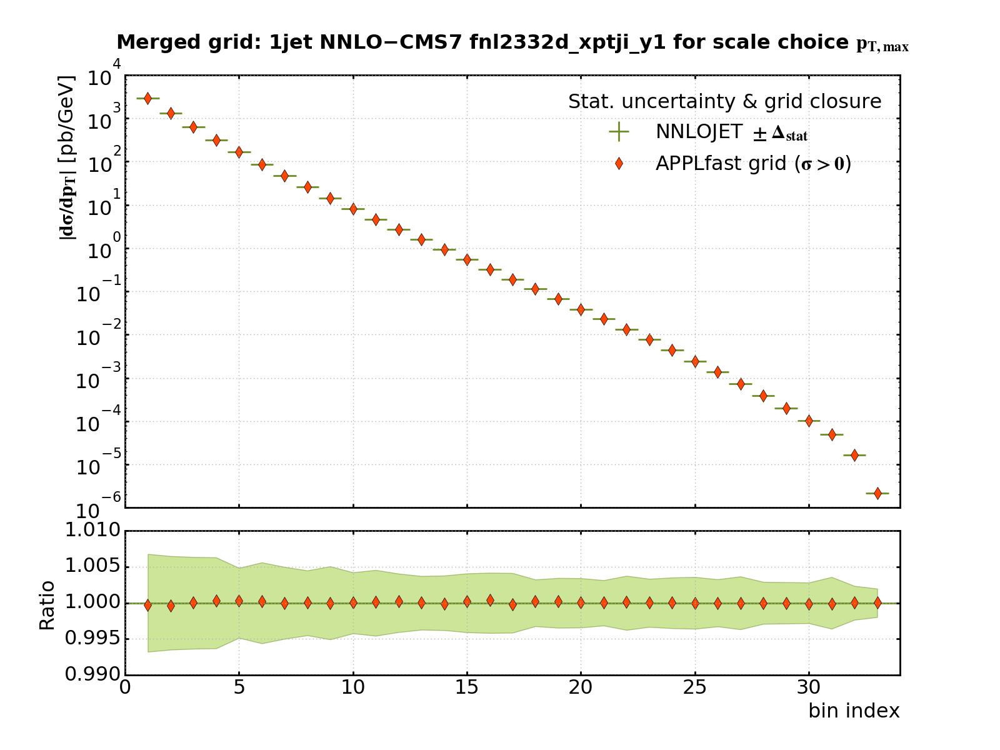 Merged grid: 1jet NNLO−CMS7 fnl2332d_xptji_y1 for scale choice p_T, max
|dσ/dp_T| [pb/GeV]
10^4
10^3
10^2
10^1
10^0
10^−1
10^−2
10^−3
10^−4
10^−5
10^−6
Stat. uncertainty & grid closure
NNLOJET ± Δ_stat
APPLfast grid (σ > 0)
Ratio
1.010
1.005
1.000
0.995
0.990
0 5 10 15 20 25 30
bin index